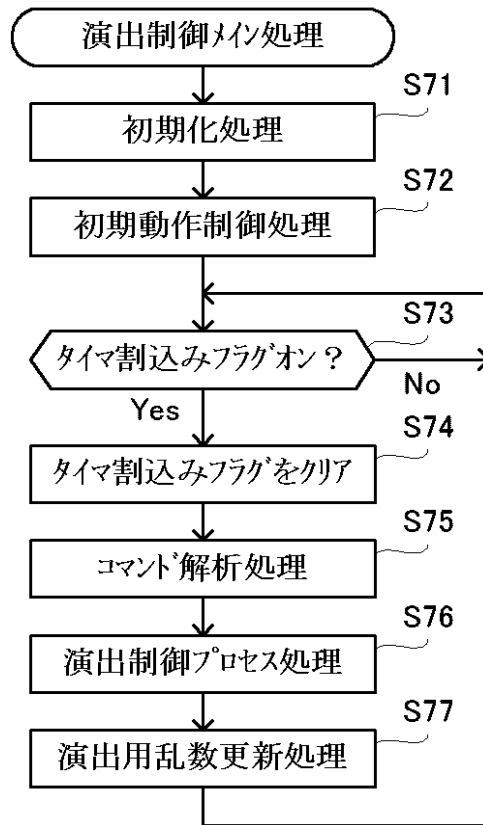 演出制御メイン処理
S71
初期化処理
S72
初期動作制御処理
S73
タイマ割込みフラグオン？
No
Yes
S74
タイマ割込みフラグをクリア
S75
コマンド解析処理
S76
演出制御プロセス処理
S77
演出用乱数更新処理